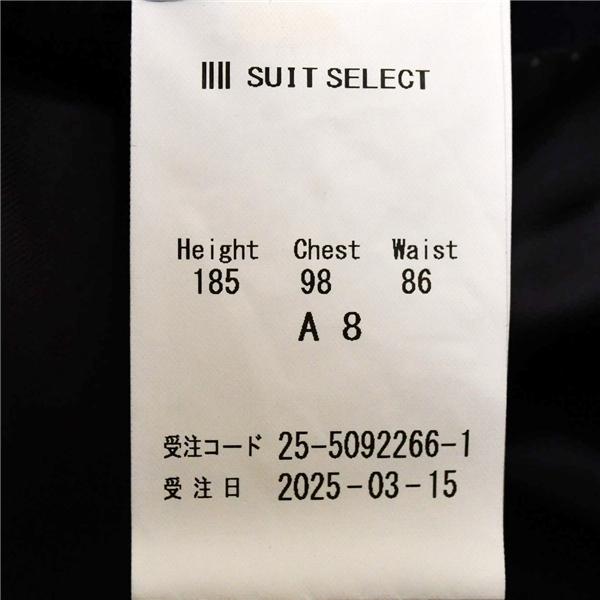 SUIT SELECT
Height Chest Waist
185 98 86
A 8
受注コード 25-5092266-1
受注日 2025-03-15